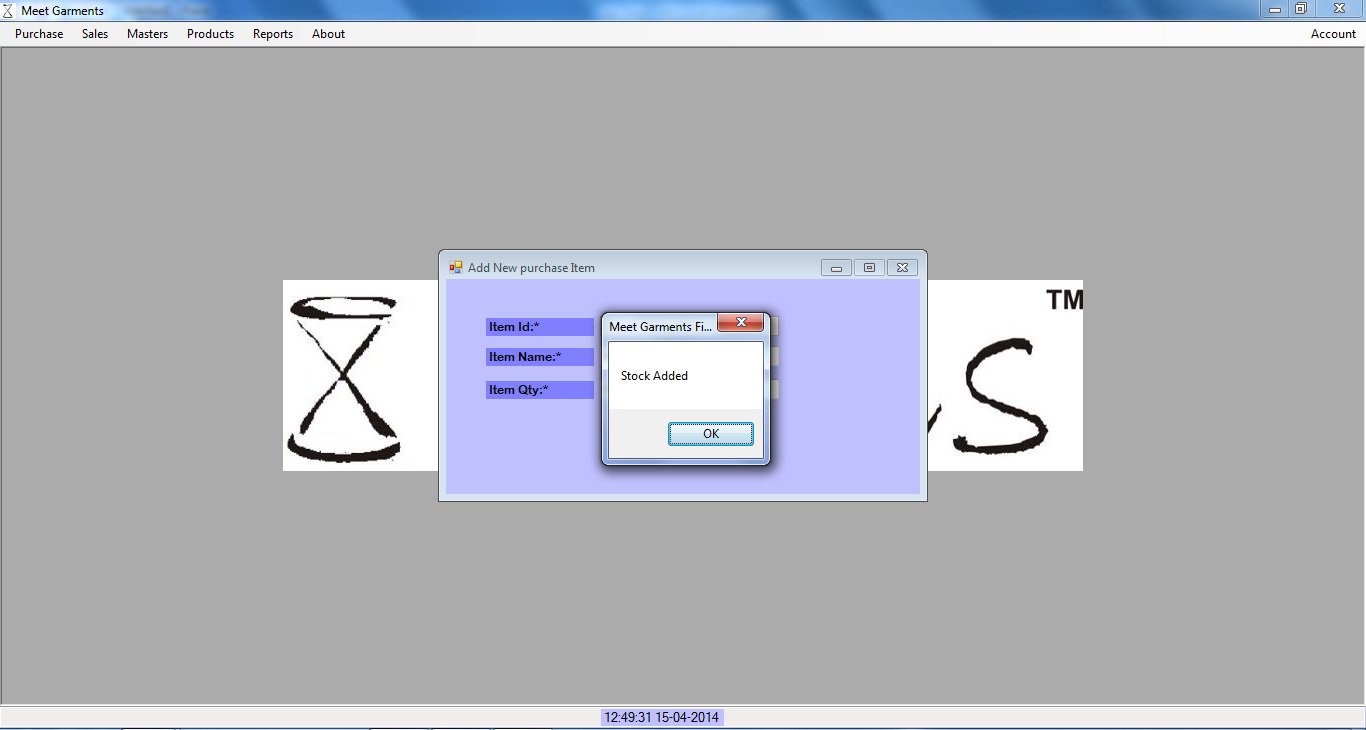 Meet Garments
Purchase Sales Masters Products Reports About Account
Add New purchase Item
TM
Item Id:*
Meet Garments Fi...
Item Name:*
Stock Added
Item Qty:*
OK
S
12:49:31 15-04-2014